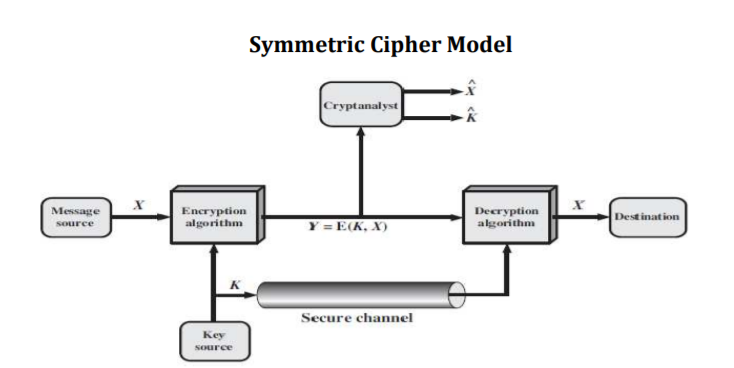 Symmetric Cipher Model
Cryptanalyst
X̂
K̂
Message
source
X
Encryption
algorithm
Y = E(K, X)
Decryption
algorithm
X
Destination
K
Secure channel
Key
source